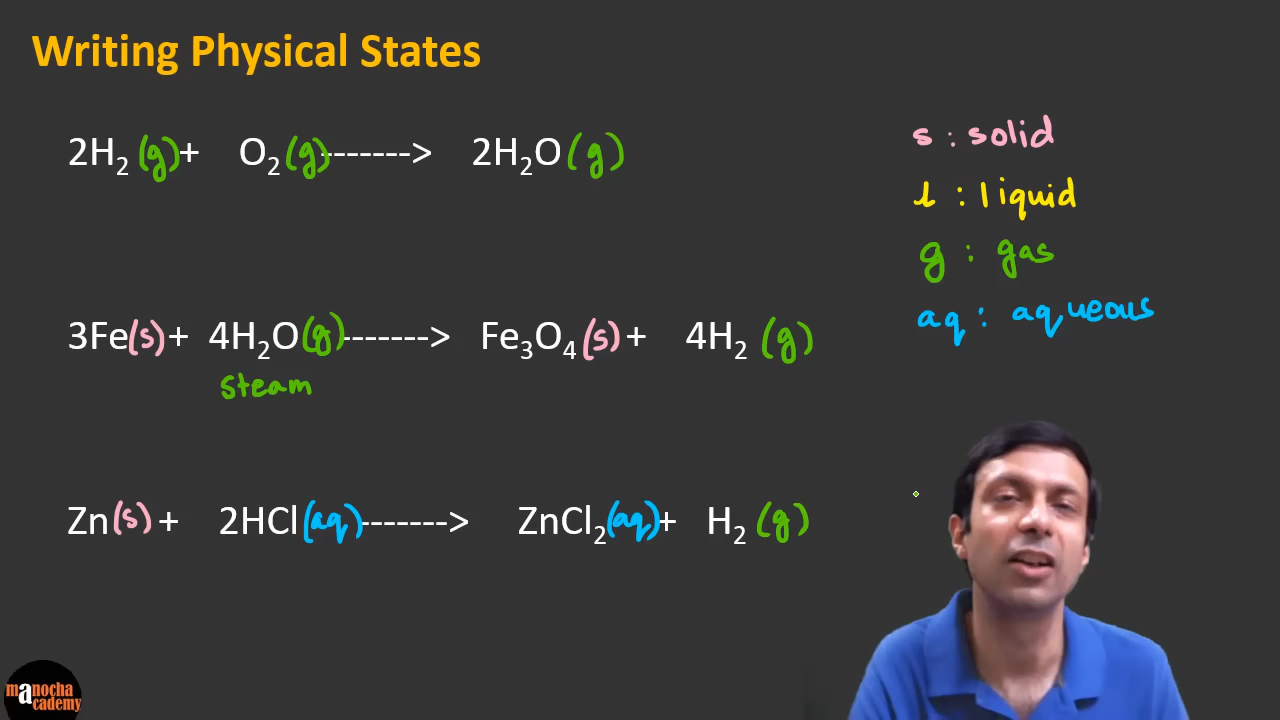 Writing Physical States
2H₂ (g) + O₂ (g) -------> 2H₂O (g)
s : solid
l : liquid
g : gas
aq : aqueous
3Fe (s) + 4H₂O (g) -------> Fe₃O₄ (s) + 4H₂ (g)
steam
Zn (s) + 2HCl (aq) -------> ZnCl₂ (aq) + H₂ (g)
manocha
academy